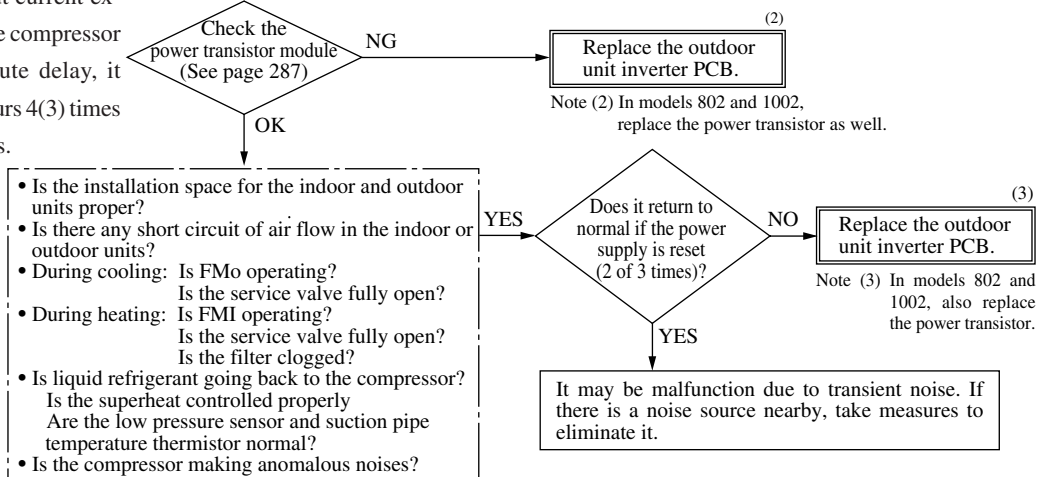 t current ex-
e compressor
ute delay, it
urs 4(3) times
s.
Check the
power transistor module
(See page 287)
NG
OK
(2)
Replace the outdoor
unit inverter PCB.
Note (2) In models 802 and 1002,
replace the power transistor as well.
• Is the installation space for the indoor and outdoor
units proper?
• Is there any short circuit of air flow in the indoor or
outdoor units?
• During cooling: Is FMo operating?
Is the service valve fully open?
• During heating: Is FMI operating?
Is the service valve fully open?
Is the filter clogged?
• Is liquid refrigerant going back to the compressor?
Is the superheat controlled properly
Are the low pressure sensor and suction pipe
temperature thermistor normal?
• Is the compressor making anomalous noises?
YES
Does it return to
normal if the power
supply is reset
(2 of 3 times)?
NO
YES
(3)
Replace the outdoor
unit inverter PCB.
Note (3) In models 802 and
1002, also replace
the power transistor.
It may be malfunction due to transient noise. If
there is a noise source nearby, take measures to
eliminate it.